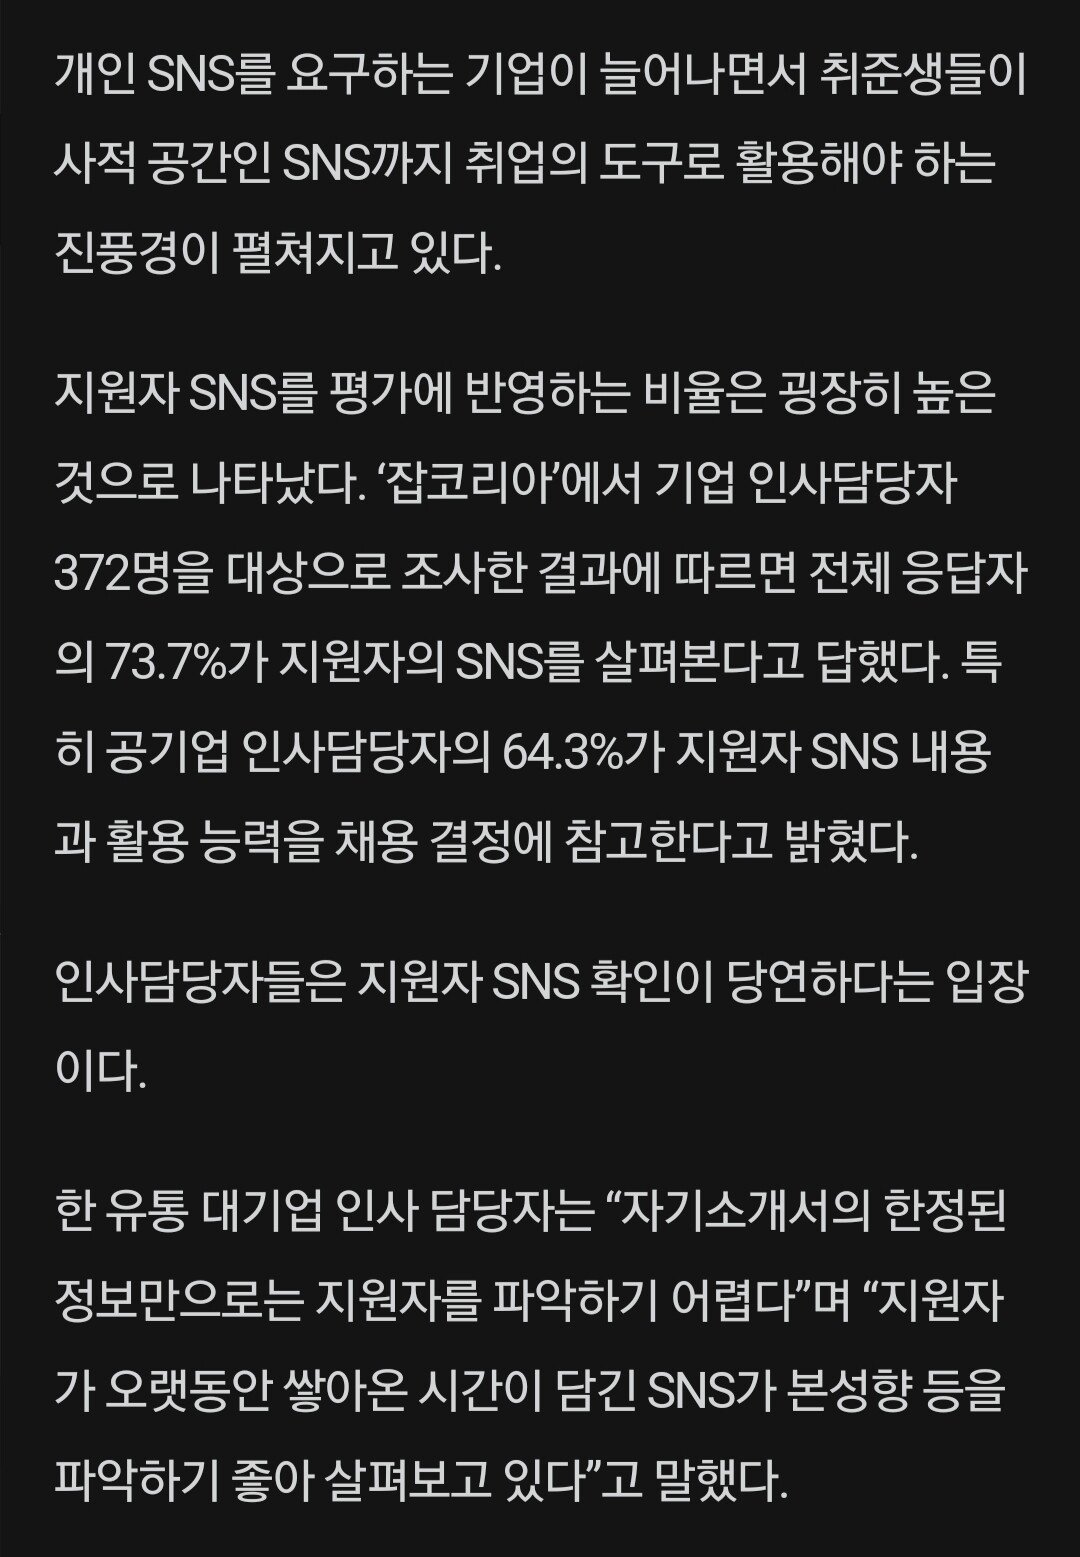 개인 SNS를 요구하는 기업이 늘어나면서 취준생들이
사적 공간인 SNS까지 취업의 도구로 활용해야 하는
진풍경이 펼쳐지고 있다.
지원자 SNS를 평가에 반영하는 비율은 굉장히 높은
것으로 나타났다. ‘잡코리아’에서 기업 인사담당자
372명을 대상으로 조사한 결과에 따르면 전체 응답자
의 73.7%가 지원자의 SNS를 살펴본다고 답했다. 특
히 공기업 인사담당자의 64.3%가 지원자 SNS 내용
과 활용 능력을 채용 결정에 참고한다고 밝혔다.
인사담당자들은 지원자 SNS 확인이 당연하다는 입장
이다.
한 유통 대기업 인사 담당자는 “자기소개서의 한정된
정보만으로는 지원자를 파악하기 어렵다”며 “지원자
가 오랫동안 쌓아온 시간이 담긴 SNS가 본성향 등을
파악하기 좋아 살펴보고 있다”고 말했다.